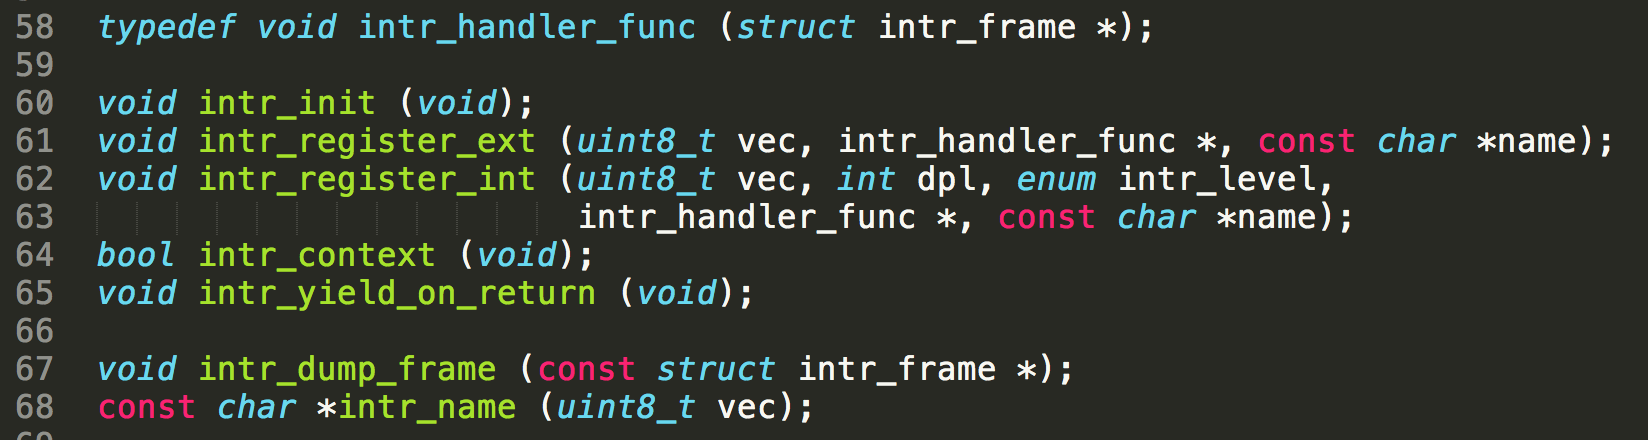 58 typedef void intr_handler_func (struct intr_frame *);
59
60 void intr_init (void);
61 void intr_register_ext (uint8_t vec, intr_handler_func *, const char *name);
62 void intr_register_int (uint8_t vec, int dpl, enum intr_level,
63 intr_handler_func *, const char *name);
64 bool intr_context (void);
65 void intr_yield_on_return (void);
66
67 void intr_dump_frame (const struct intr_frame *);
68 const char *intr_name (uint8_t vec);